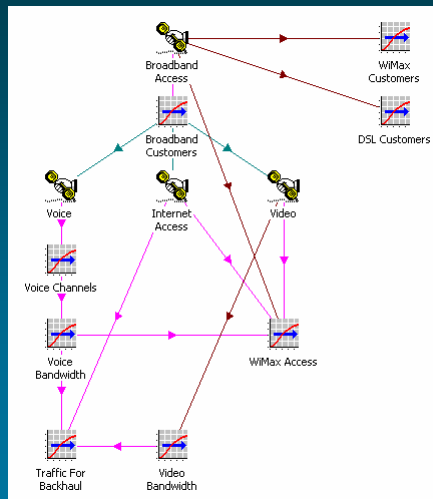 Broadband
Access
WiMax
Customers
Broadband
Customers
DSL Customers
Voice
Internet
Access
Video
Voice Channels
Voice
Bandwidth
WiMax Access
Traffic For
Backhaul
Video
Bandwidth